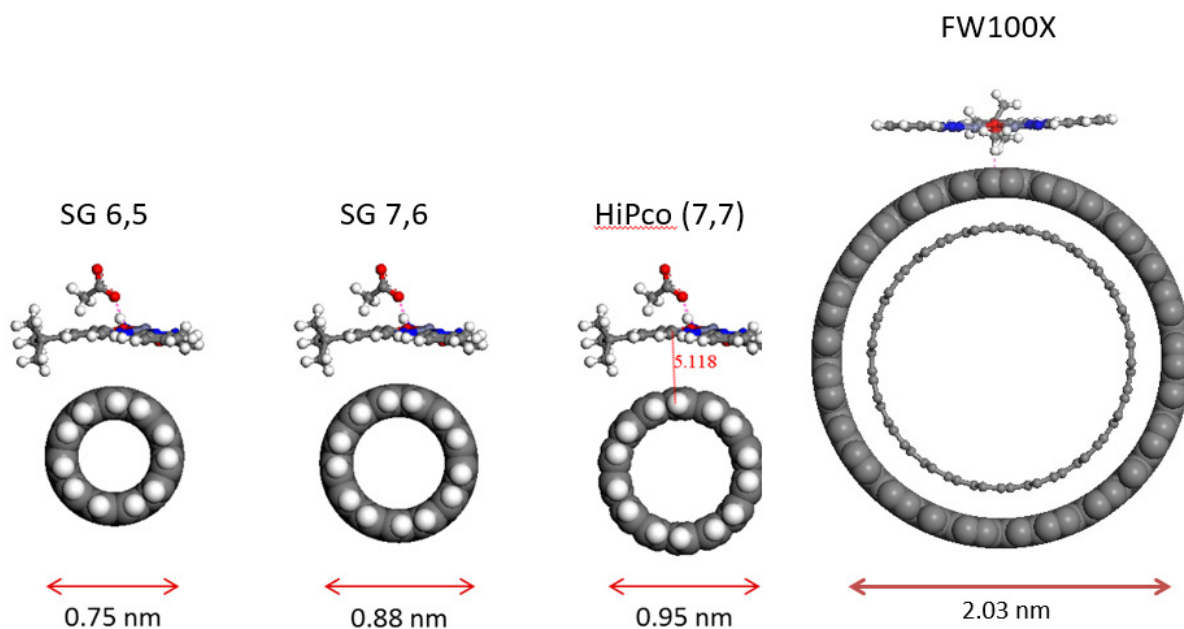 FW100X
SG 6,5
SG 7,6
HiPco (7,7)
5.118
0.75 nm
0.88 nm
0.95 nm
2.03 nm